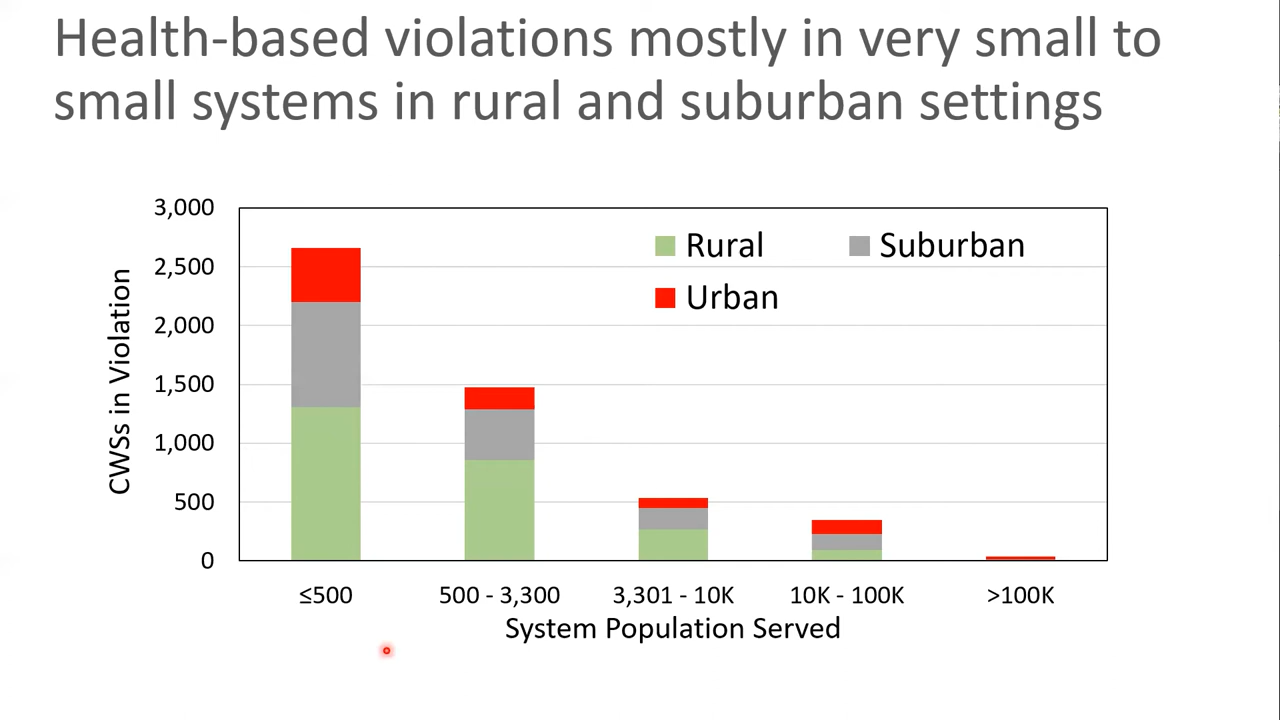 Health-based violations mostly in very small to
small systems in rural and suburban settings
3,000
2,500
2,000
1,500
1,000
500
0
CWSs in Violation
Rural
Suburban
Urban
≤500
500 - 3,300
3,301 - 10K
10K - 100K
>100K
System Population Served